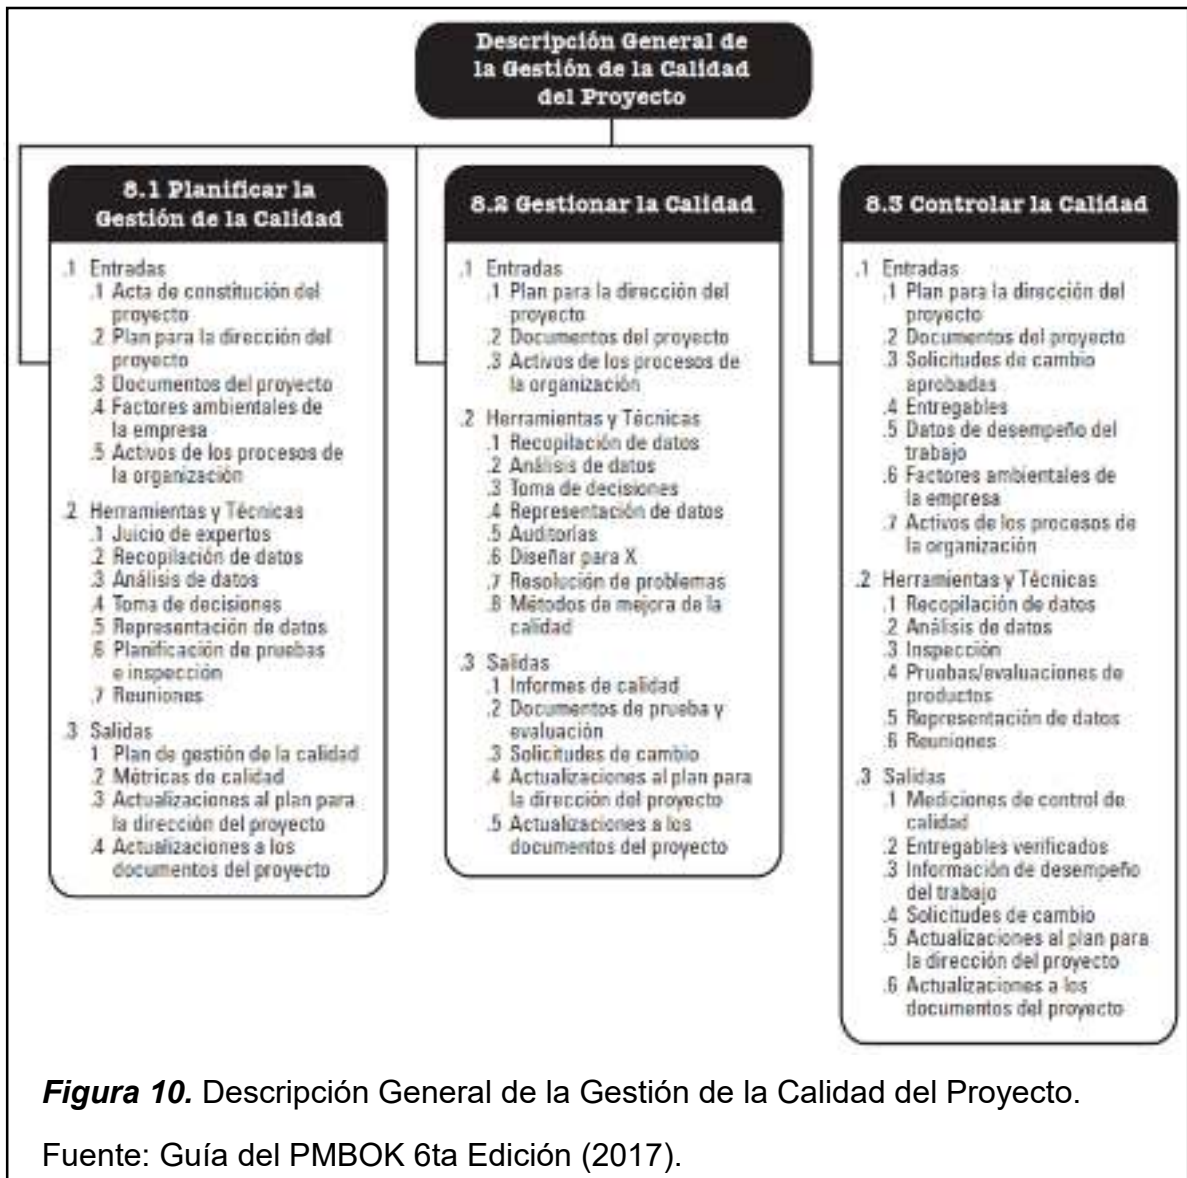 Descripción General de
la Gestión de la Calidad
del Proyecto
8.1 Planificar la
Gestión de la Calidad
.1 Entradas
.1 Acta de constitución del
proyecto
.2 Plan para la dirección del
proyecto
.3 Documentos del proyecto
.4 Factores ambientales de
la empresa
.5 Activos de los procesos de
la organización
.2 Herramientas y Técnicas
.1 Juicio de expertos
.2 Recopilación de datos
.3 Análisis de datos
.4 Toma de decisiones
.5 Representación de datos
.6 Planificación de pruebas
e inspección
.7 Reuniones
.3 Salidas
1 Plan de gestión de la calidad
.2 Métricas de calidad
.3 Actualizaciones al plan para
la dirección del proyecto
.4 Actualizaciones a los
documentos del proyecto
8.2 Gestionar la Calidad
.1 Entradas
.1 Plan para la dirección del
proyecto
.2 Documentos del proyecto
.3 Activos de los procesos de
la organización
.2 Herramientas y Técnicas
.1 Recopilación de datos
.2 Análisis de datos
.3 Toma de decisiones
.4 Representación de datos
.5 Auditorías
.6 Diseñar para X
.7 Resolución de problemas
.8 Métodos de mejora de la
calidad
.3 Salidas
.1 Informes de calidad
.2 Documentos de prueba y
evaluación
.3 Solicitudes de cambio
.4 Actualizaciones al plan para
la dirección del proyecto
.5 Actualizaciones a los
documentos del proyecto
8.3 Controlar la Calidad
.1 Entradas
.1 Plan para la dirección del
proyecto
.2 Documentos del proyecto
.3 Solicitudes de cambio
aprobadas
.4 Entregables
.5 Datos de desempeño del
trabajo
.6 Factores ambientales de
la empresa
.7 Activos de los procesos de
la organización
.2 Herramientas y Técnicas
.1 Recopilación de datos
.2 Análisis de datos
.3 Inspección
.4 Pruebas/evaluaciones de
productos
.5 Representación de datos
.6 Reuniones
.3 Salidas
.1 Mediciones de control de
calidad
.2 Entregables verificados
.3 Información de desempeño
del trabajo
.4 Solicitudes de cambio
.5 Actualizaciones al plan para
la dirección del proyecto
.6 Actualizaciones a los
documentos del proyecto
Figura 10. Descripción General de la Gestión de la Calidad del Proyecto.
Fuente: Guía del PMBOK 6ta Edición (2017).